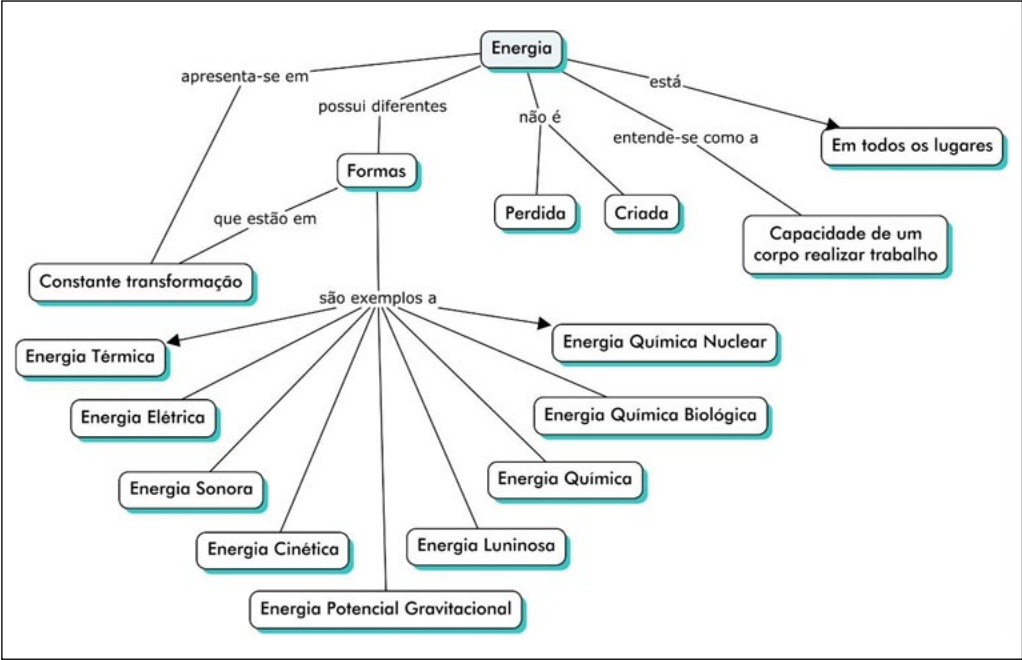 Energia
apresenta-se em
está
possui diferentes
não é
entende-se como a
Em todos os lugares
Formas
Perdida
Criada
que estão em
Capacidade de um
corpo realizar trabalho
Constante transformação
são exemplos a
Energia Térmica
Energia Química Nuclear
Energia Elétrica
Energia Química Biológica
Energia Sonora
Energia Química
Energia Cinética
Energia Luninosa
Energia Potencial Gravitacional